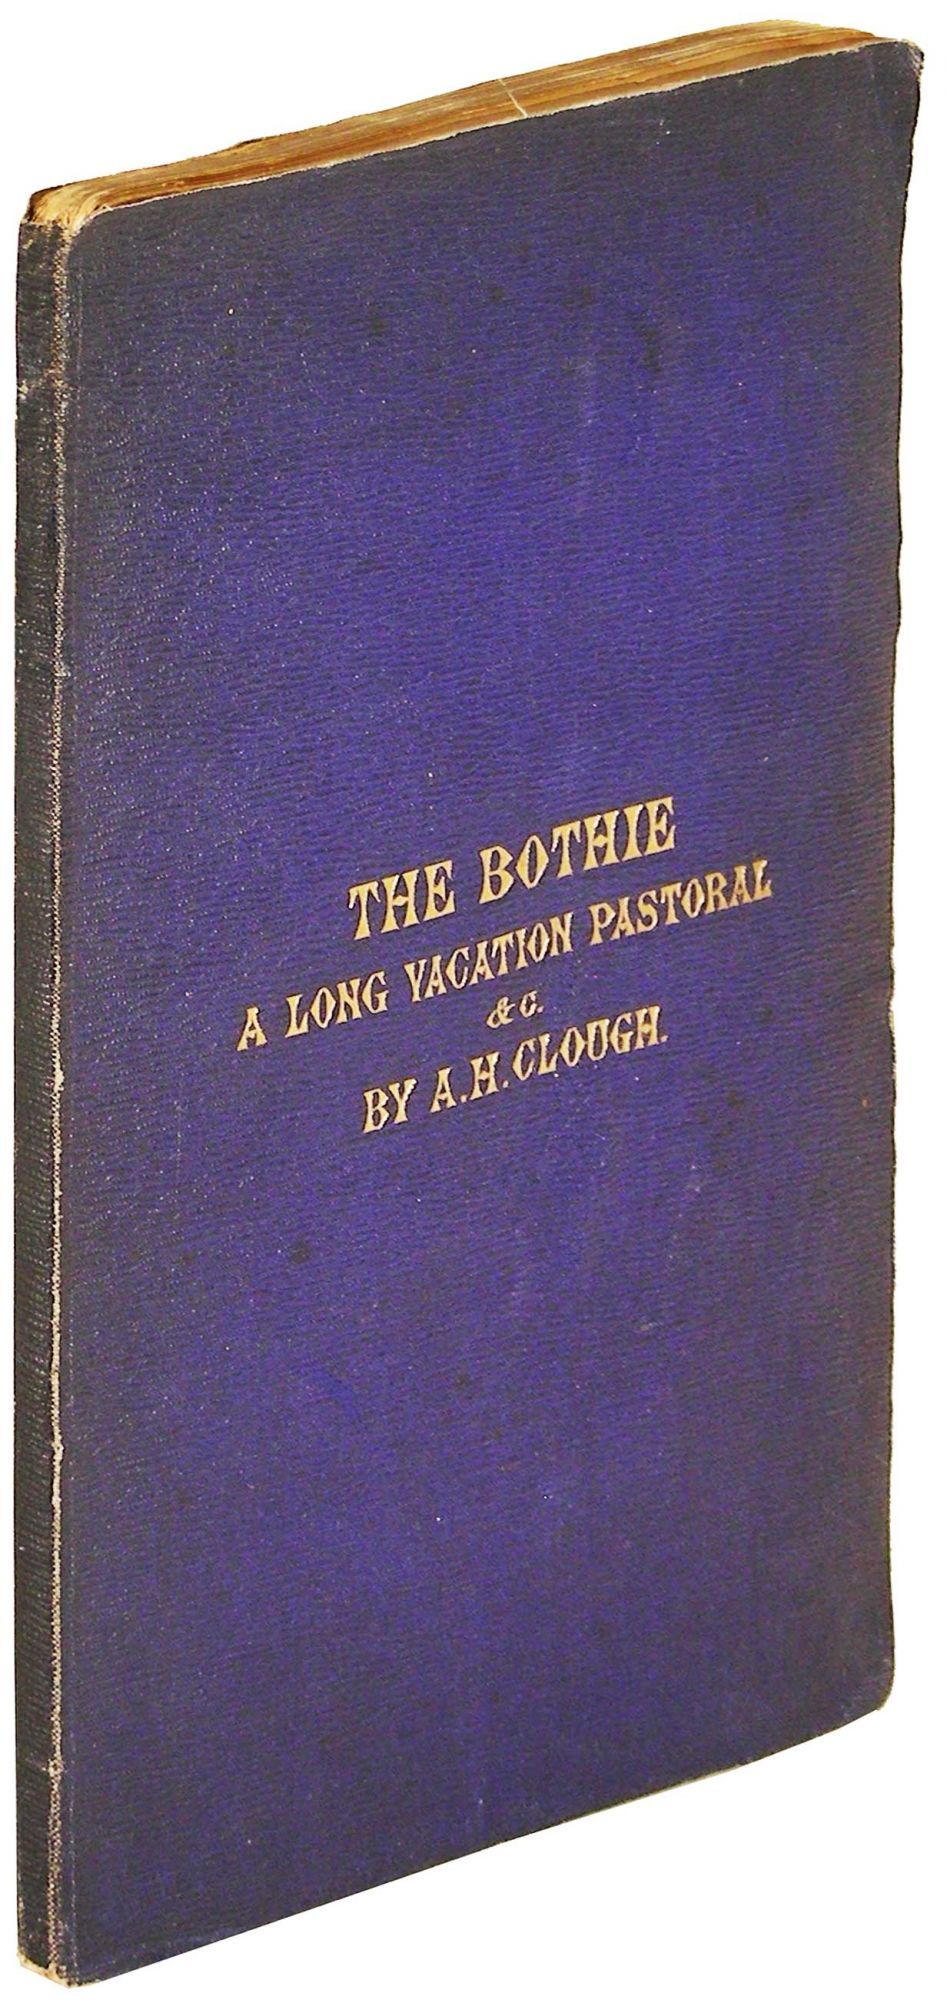 THE BOTHIE
A LONG VACATION PASTORAL
&C.
BY A.H. CLOUGH.